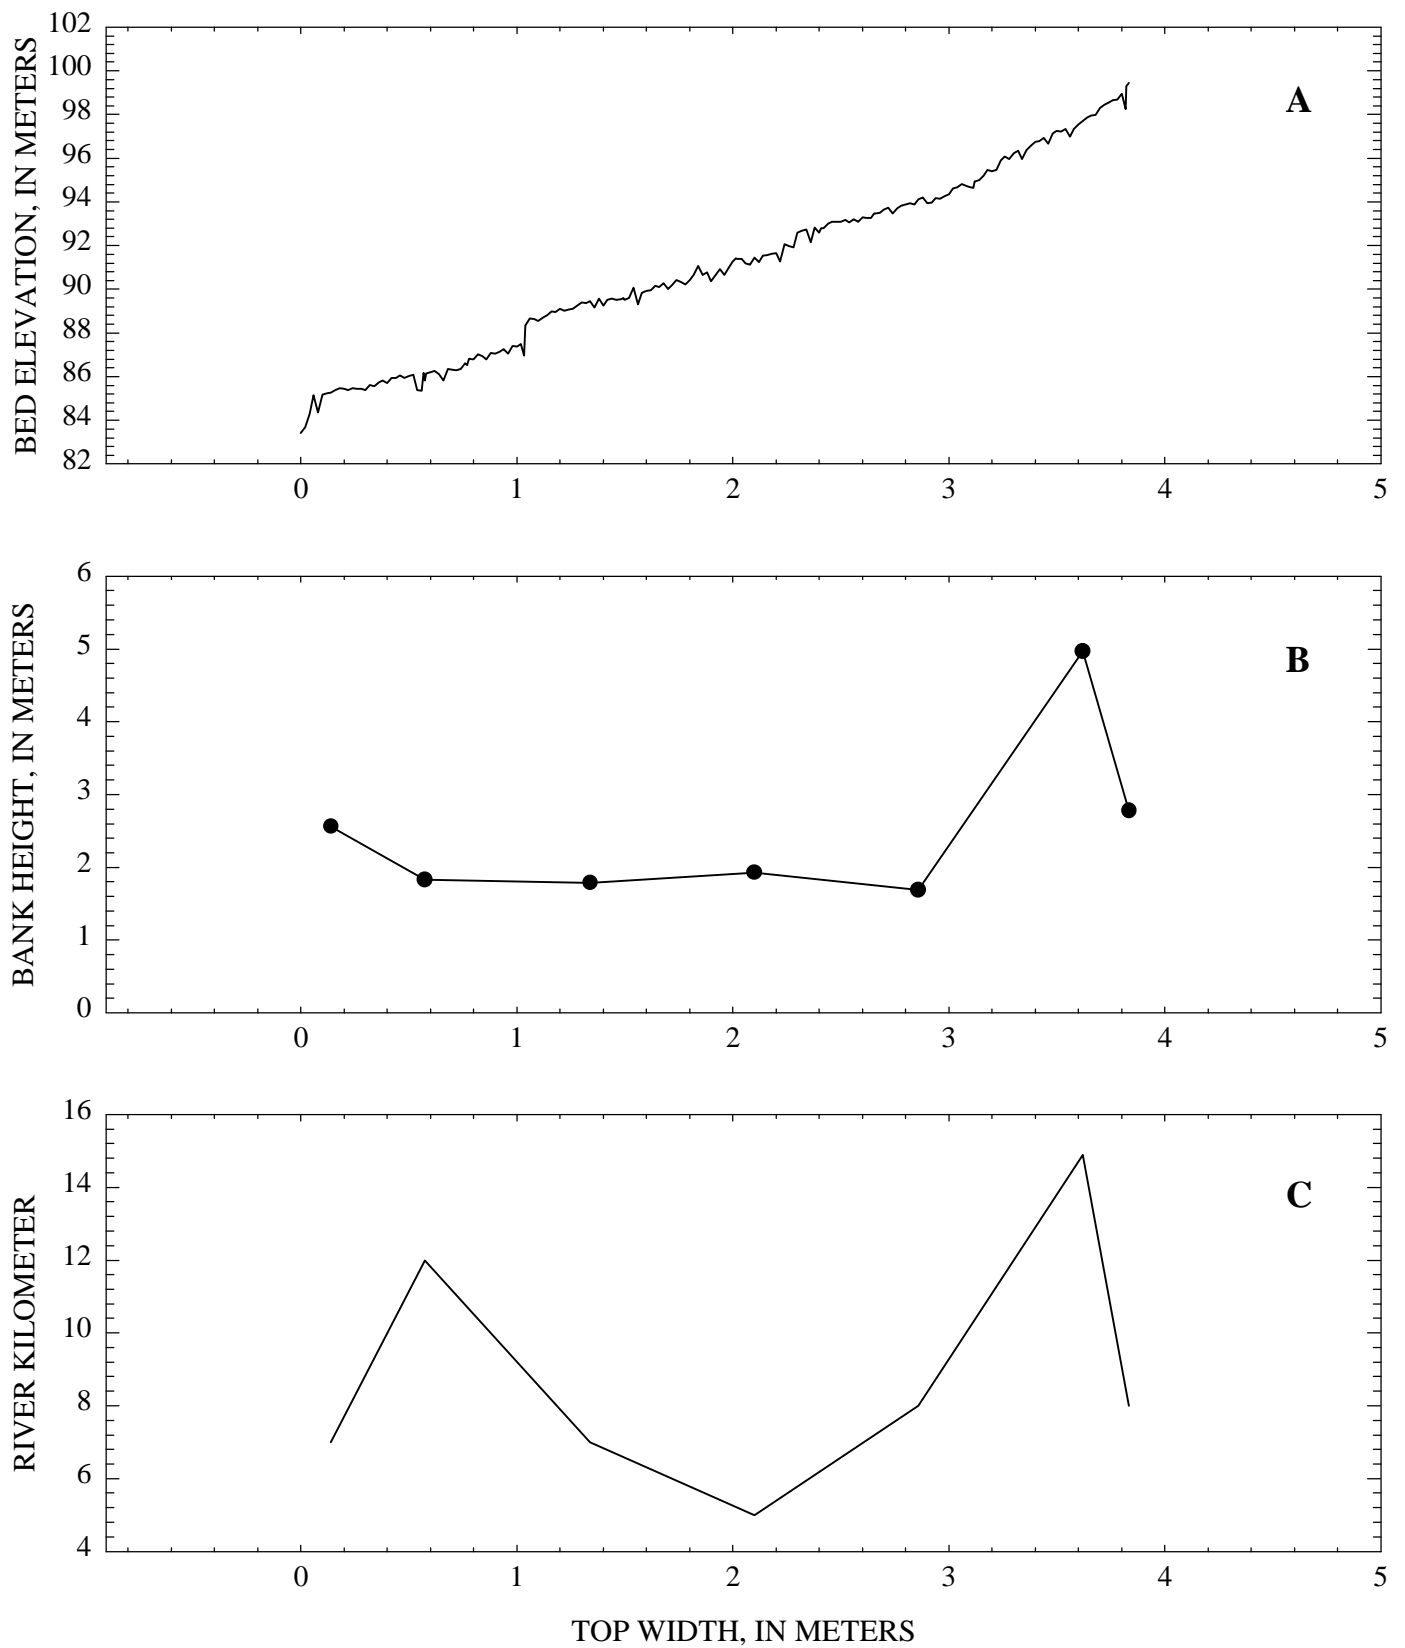 BED ELEVATION, IN METERS
102
100
98
96
94
92
90
88
86
84
82
A
0 1 2 3 4 5
BANK HEIGHT, IN METERS
6
5
4
3
2
1
0
B
0 1 2 3 4 5
RIVER KILOMETER
16
14
12
10
8
6
4
C
0 1 2 3 4 5
TOP WIDTH, IN METERS